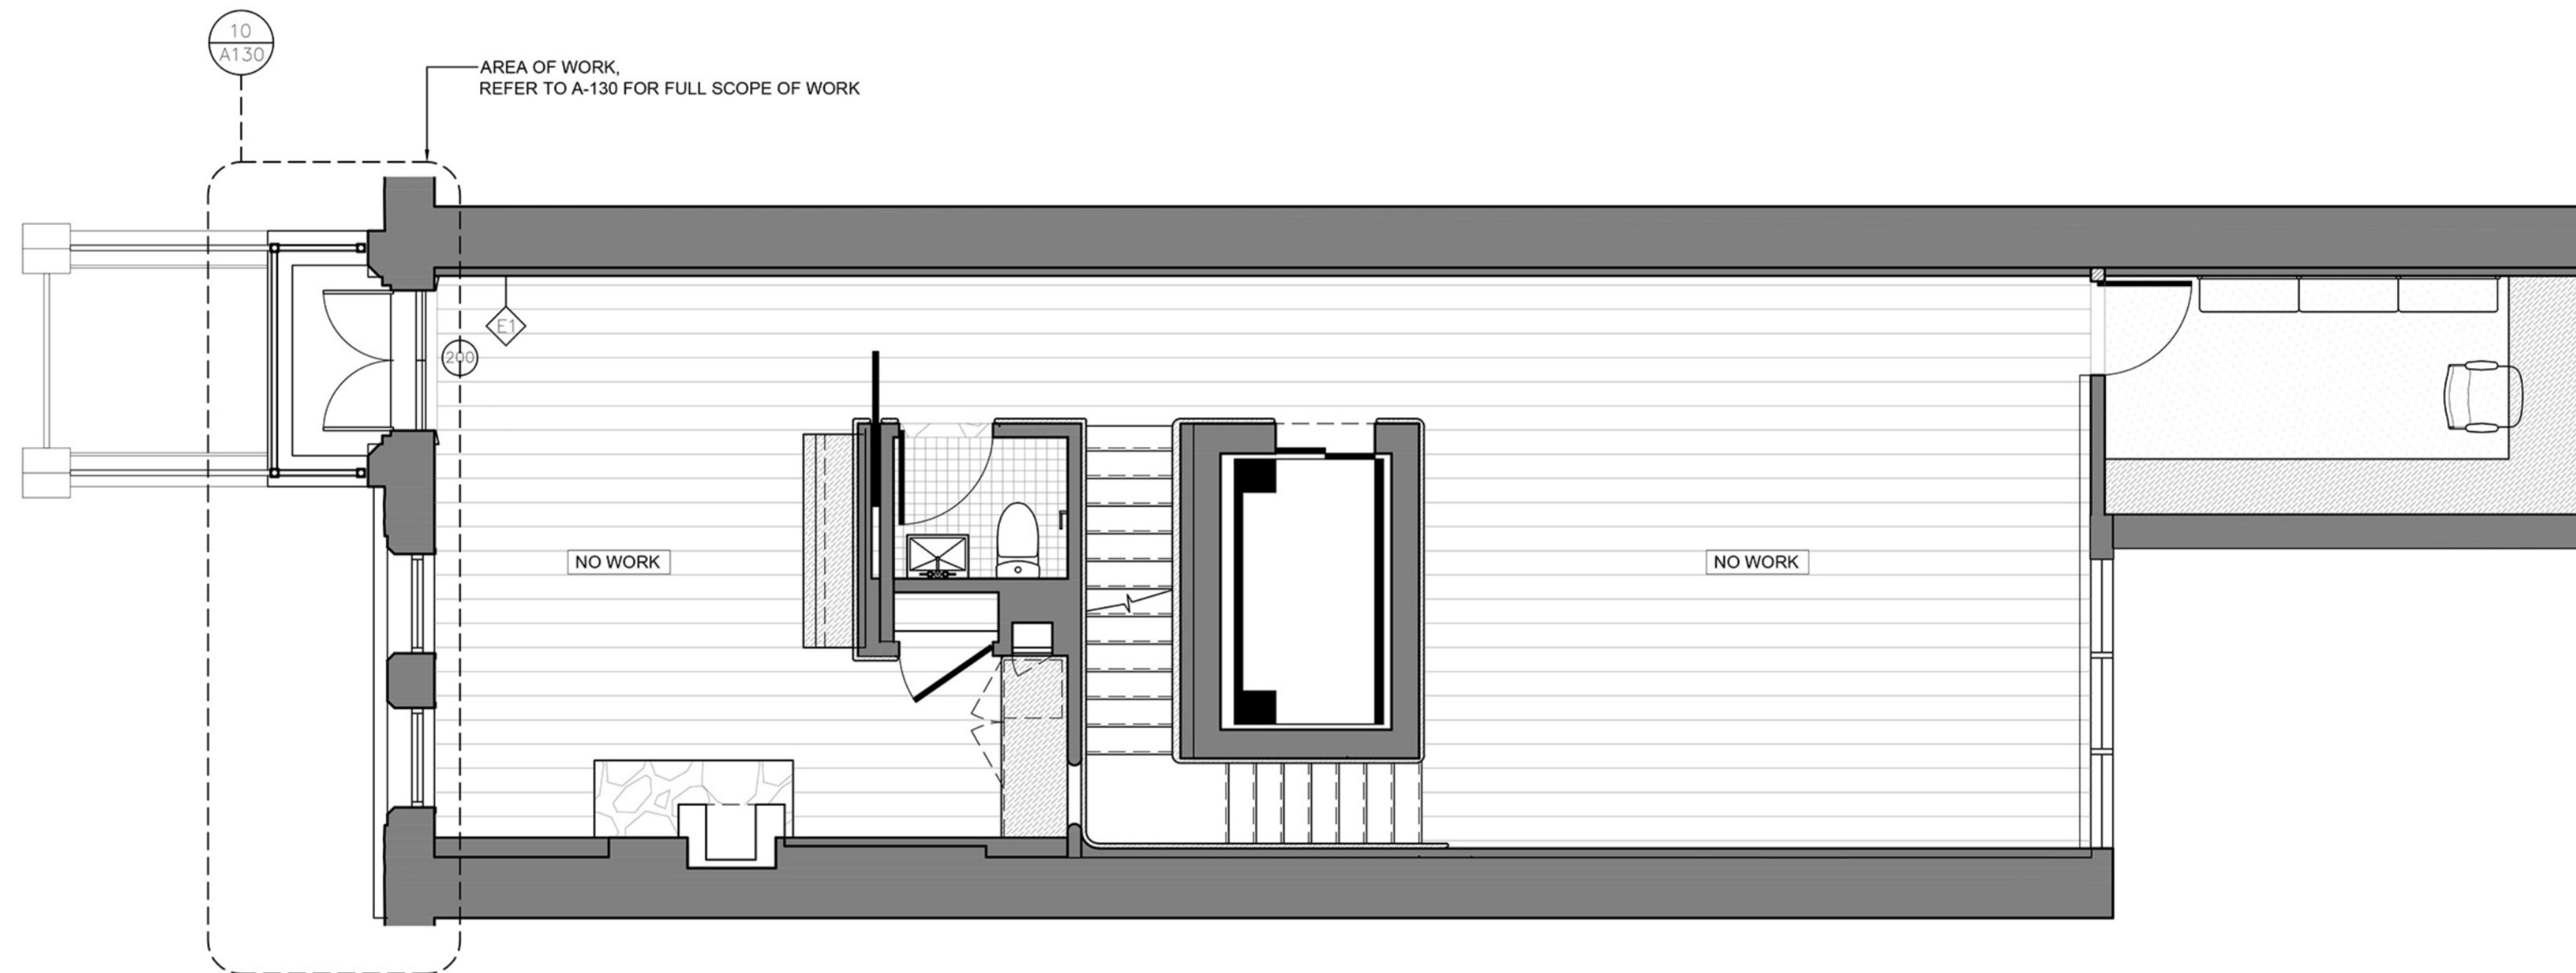 10
A130
AREA OF WORK,
REFER TO A-130 FOR FULL SCOPE OF WORK
E1
200
NO WORK
NO WORK